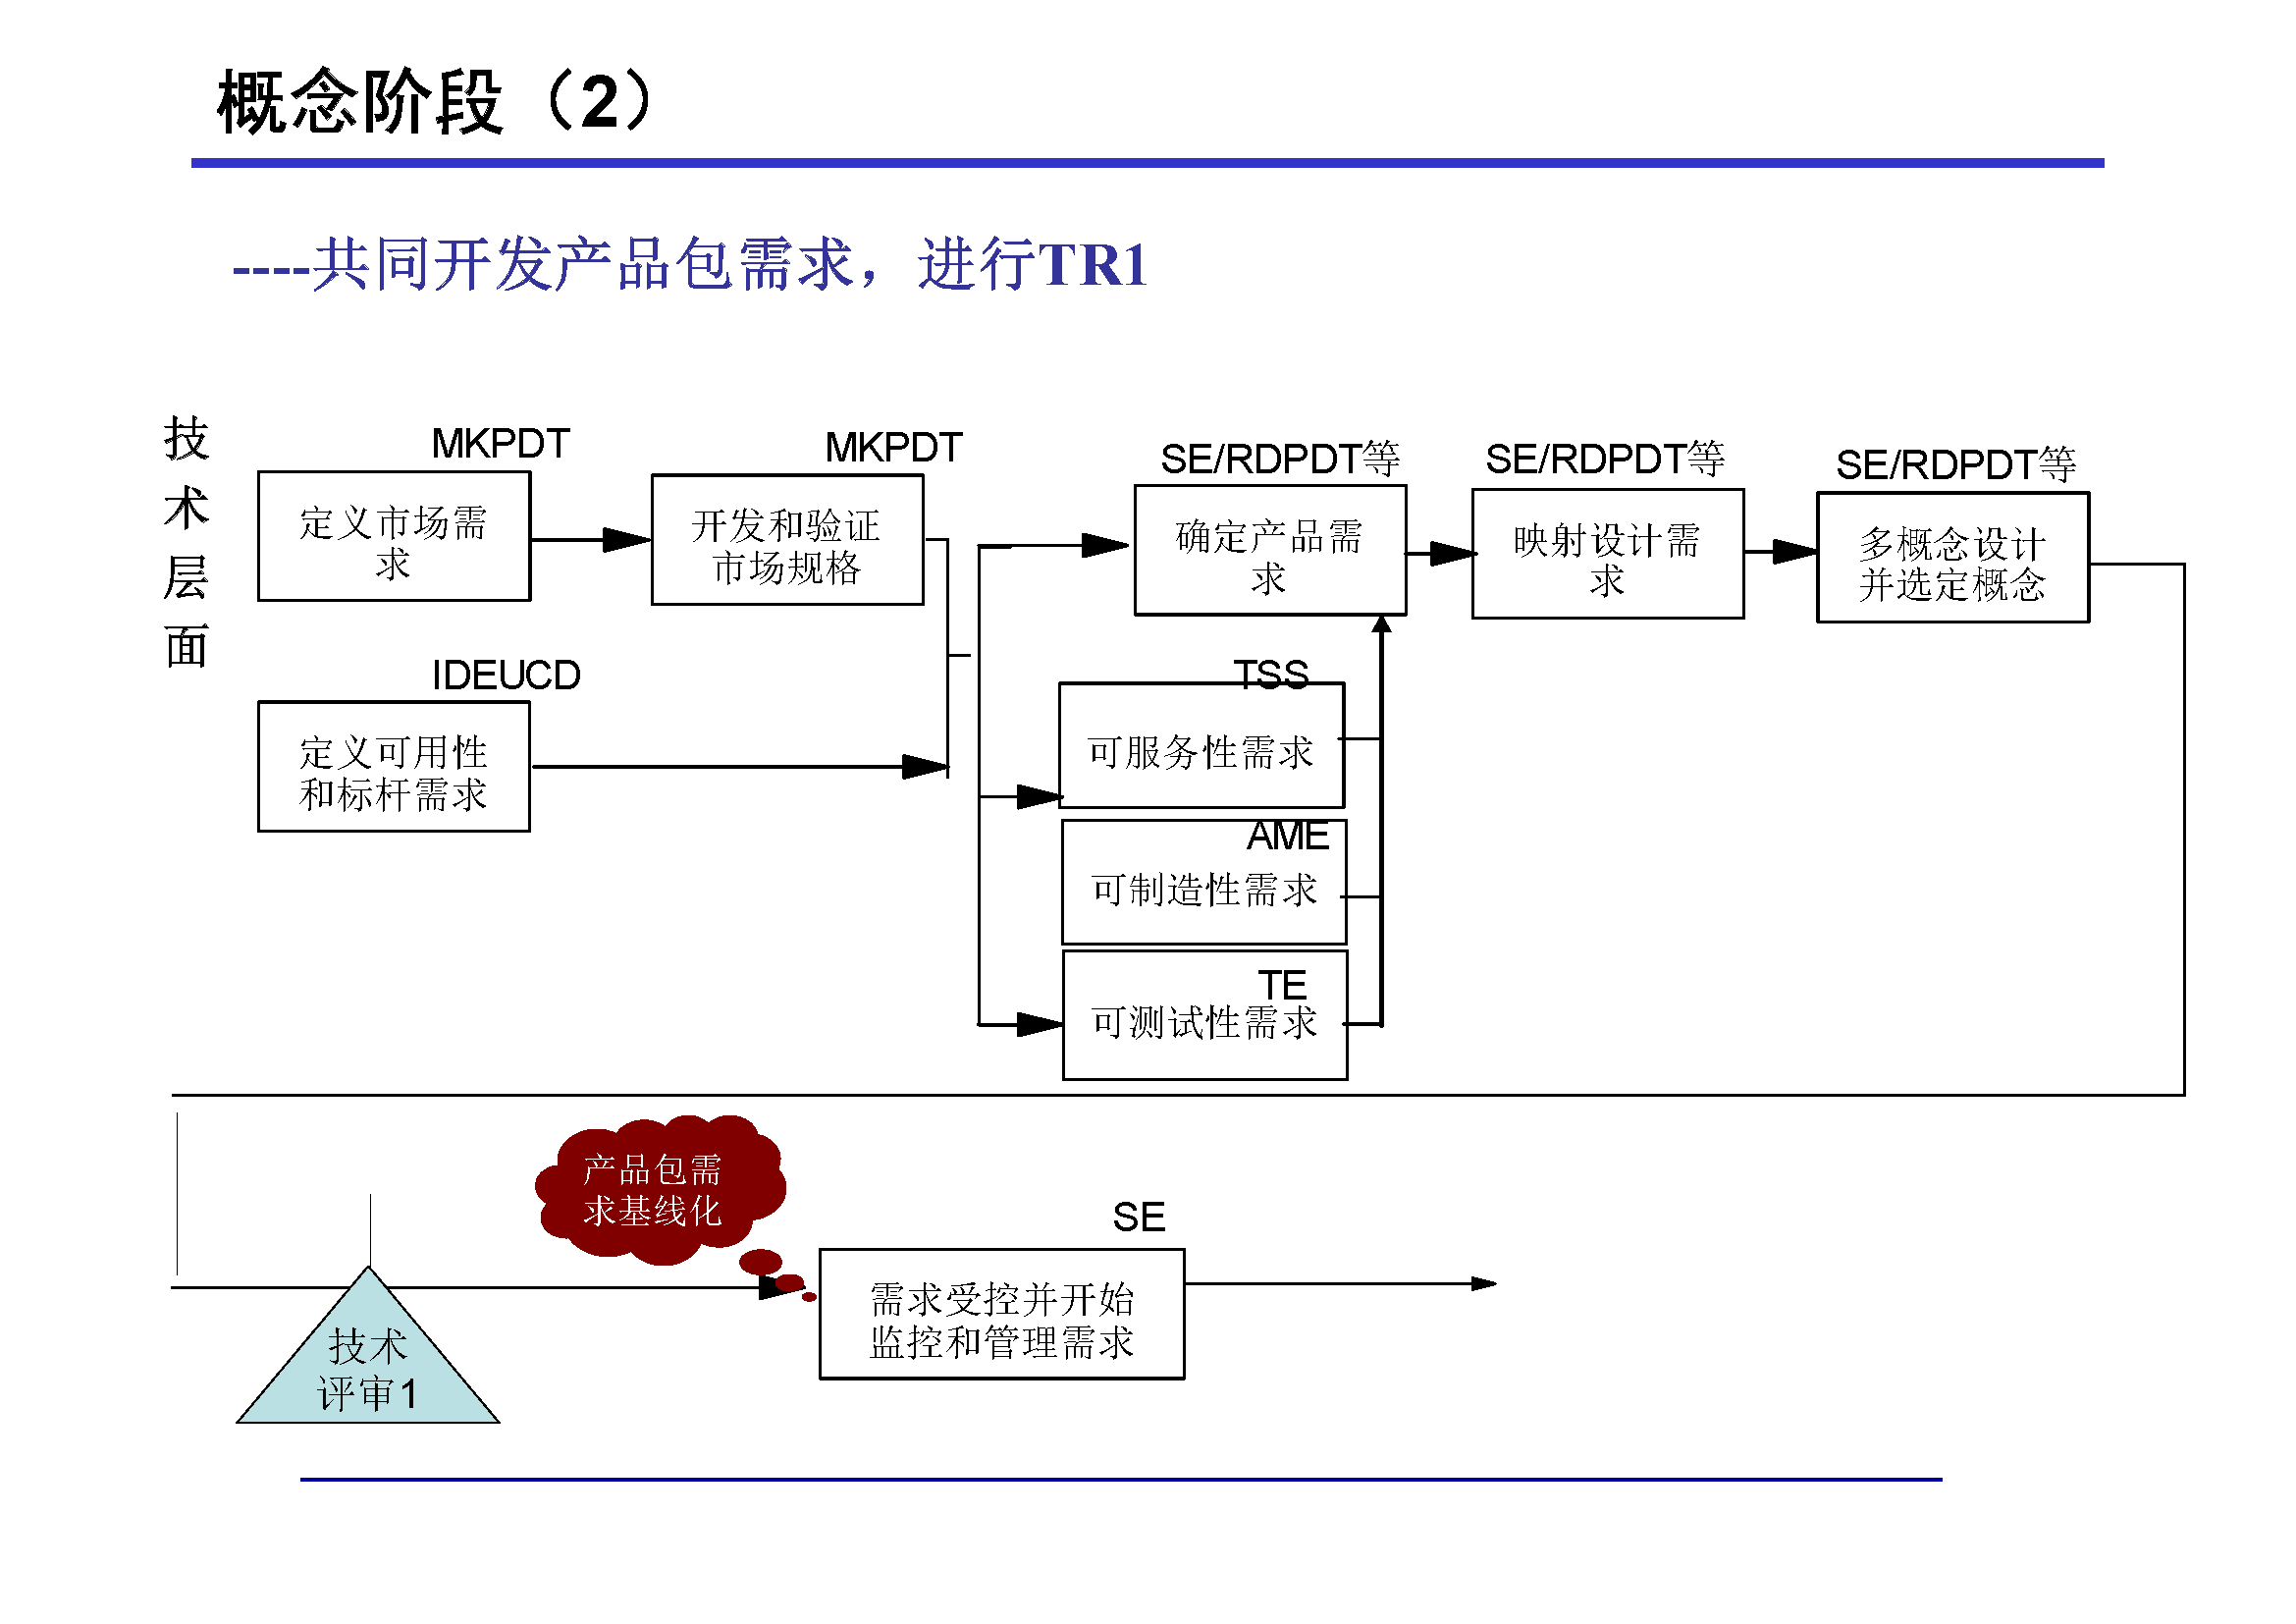 概念阶段（2）
----共同开发产品包需求，进行TR1
技
术
层
面
MKPDT
定义市场需
求
MKPDT
开发和验证
市场规格
SE/RDPDT等
确定产品需
求
SE/RDPDT等
映射设计需
求
SE/RDPDT等
多概念设计
并选定概念
IDEUCD
定义可用性
和标杆需求
TSS
可服务性需求
AME
可制造性需求
TE
可测试性需求
产品包需
求基线化
技术
评审1
SE
需求受控并开始
监控和管理需求